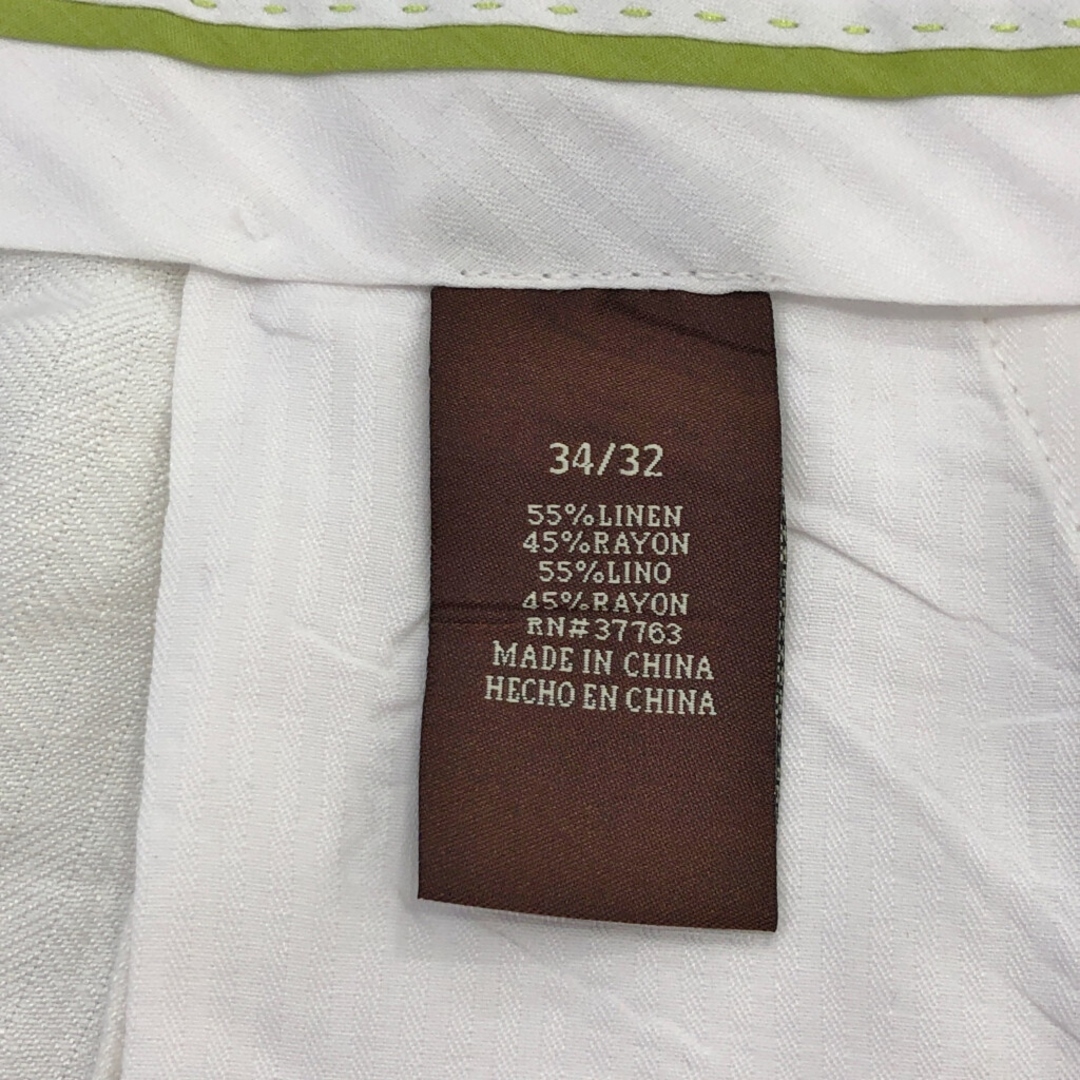 34/32
55%LINEN
45%RAYON
55%LINO
45%RAYON
RN#37763
MADE IN CHINA
HECHO EN CHINA